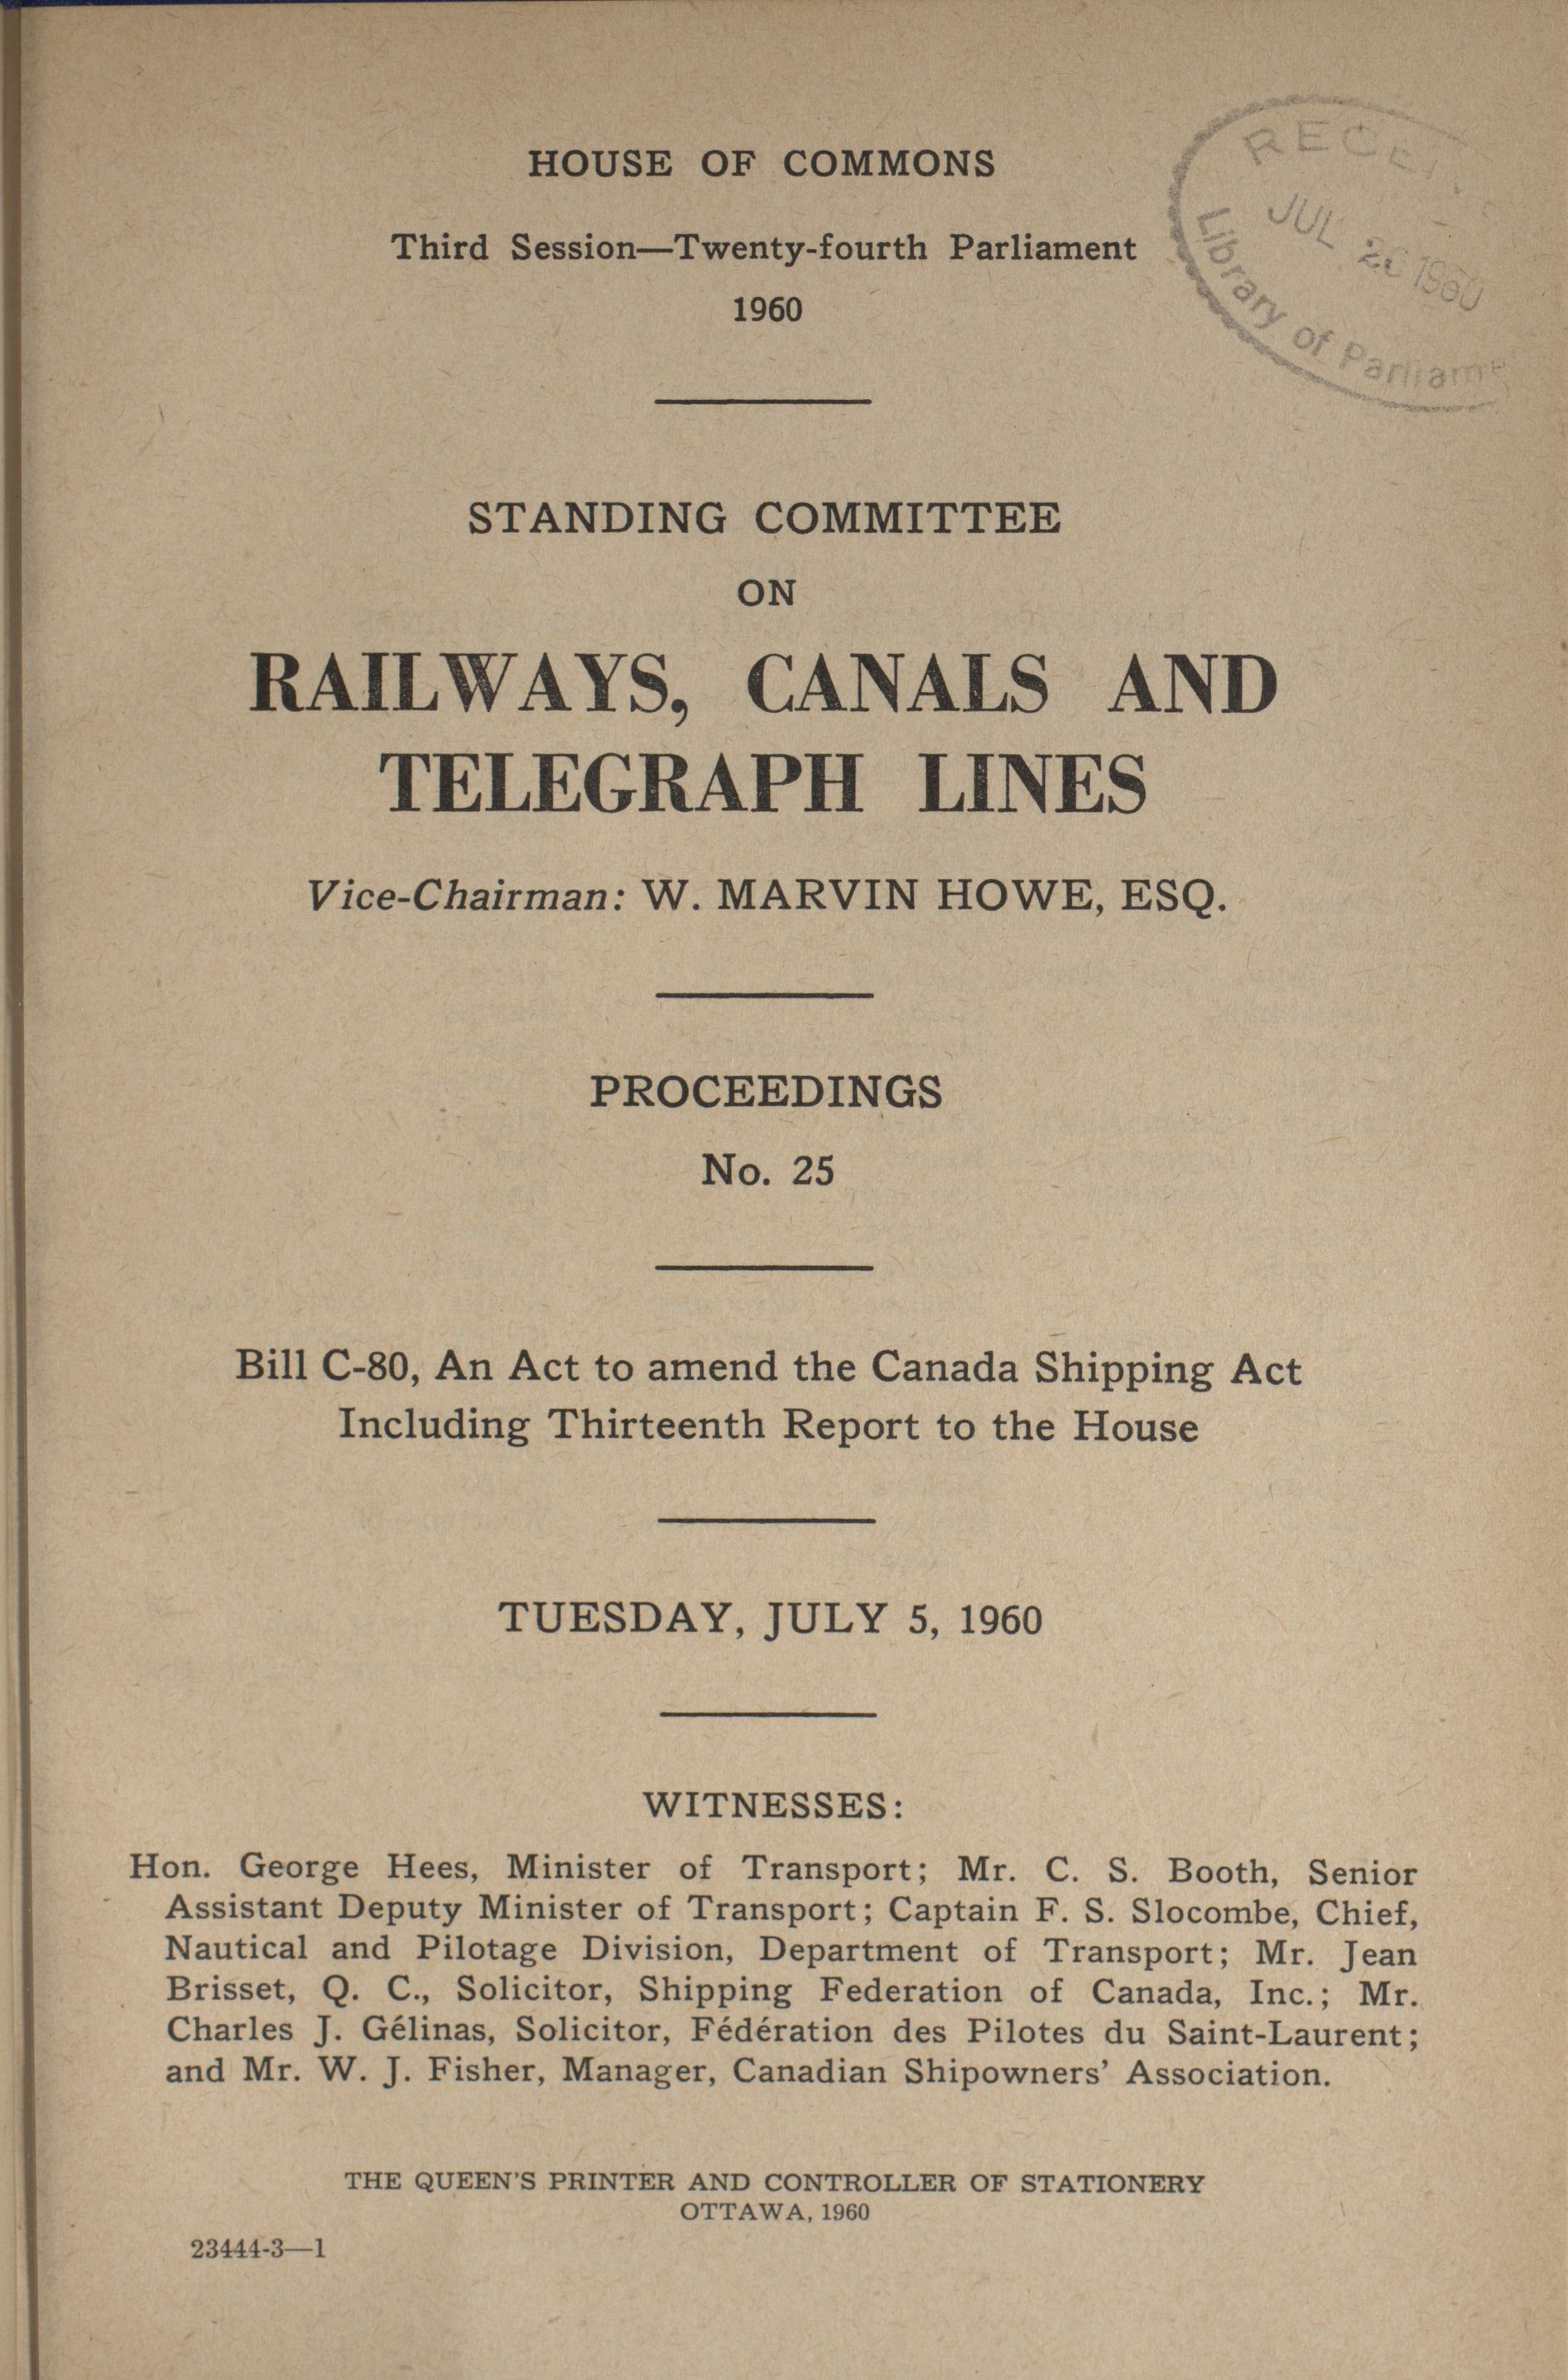 HOUSE OF COMMONS
Third Session—Twenty-fourth Parliament
1960
JUL 1960
Library of
STANDING COMMITTEE
ON
RAILWAYS, CANALS AND
TELEGRAPH LINES
Vice-Chairman: W. MARVIN HOWE, ESQ.
PROCEEDINGS
No. 25
Bill C-80, An Act to amend the Canada Shipping Act
Including Thirteenth Report to the House
TUESDAY, JULY 5, 1960
WITNESSES:
Hon. George Hees, Minister of Transport; Mr. C. S. Booth, Senior
Assistant Deputy Minister of Transport; Captain F. S. Slocombe, Chief,
Nautical and Pilotage Division, Department of Transport; Mr. Jean
Brisset, Q. C., Solicitor, Shipping Federation of Canada, Inc.; Mr.
Charles J. Gélinas, Solicitor, Fédération des Pilotes du Saint-Laurent;
and Mr. W. J. Fisher, Manager, Canadian Shipowners' Association.
THE QUEEN'S PRINTER AND CONTROLLER OF STATIONERY
OTTAWA, 1960
23444-3—1